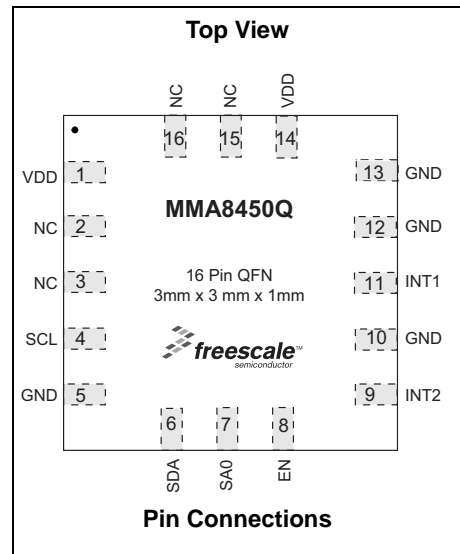 Top View
NC
NC
VDD
16
15
14
VDD
1
13
GND
NC
2
MMA8450Q
12
GND
NC
3
16 Pin QFN
11
INT1
3mm x 3 mm x 1mm
SCL
4
freescale™
10
GND
semiconductor
GND
5
9
INT2
6
7
8
SDA
SA0
EN
Pin Connections